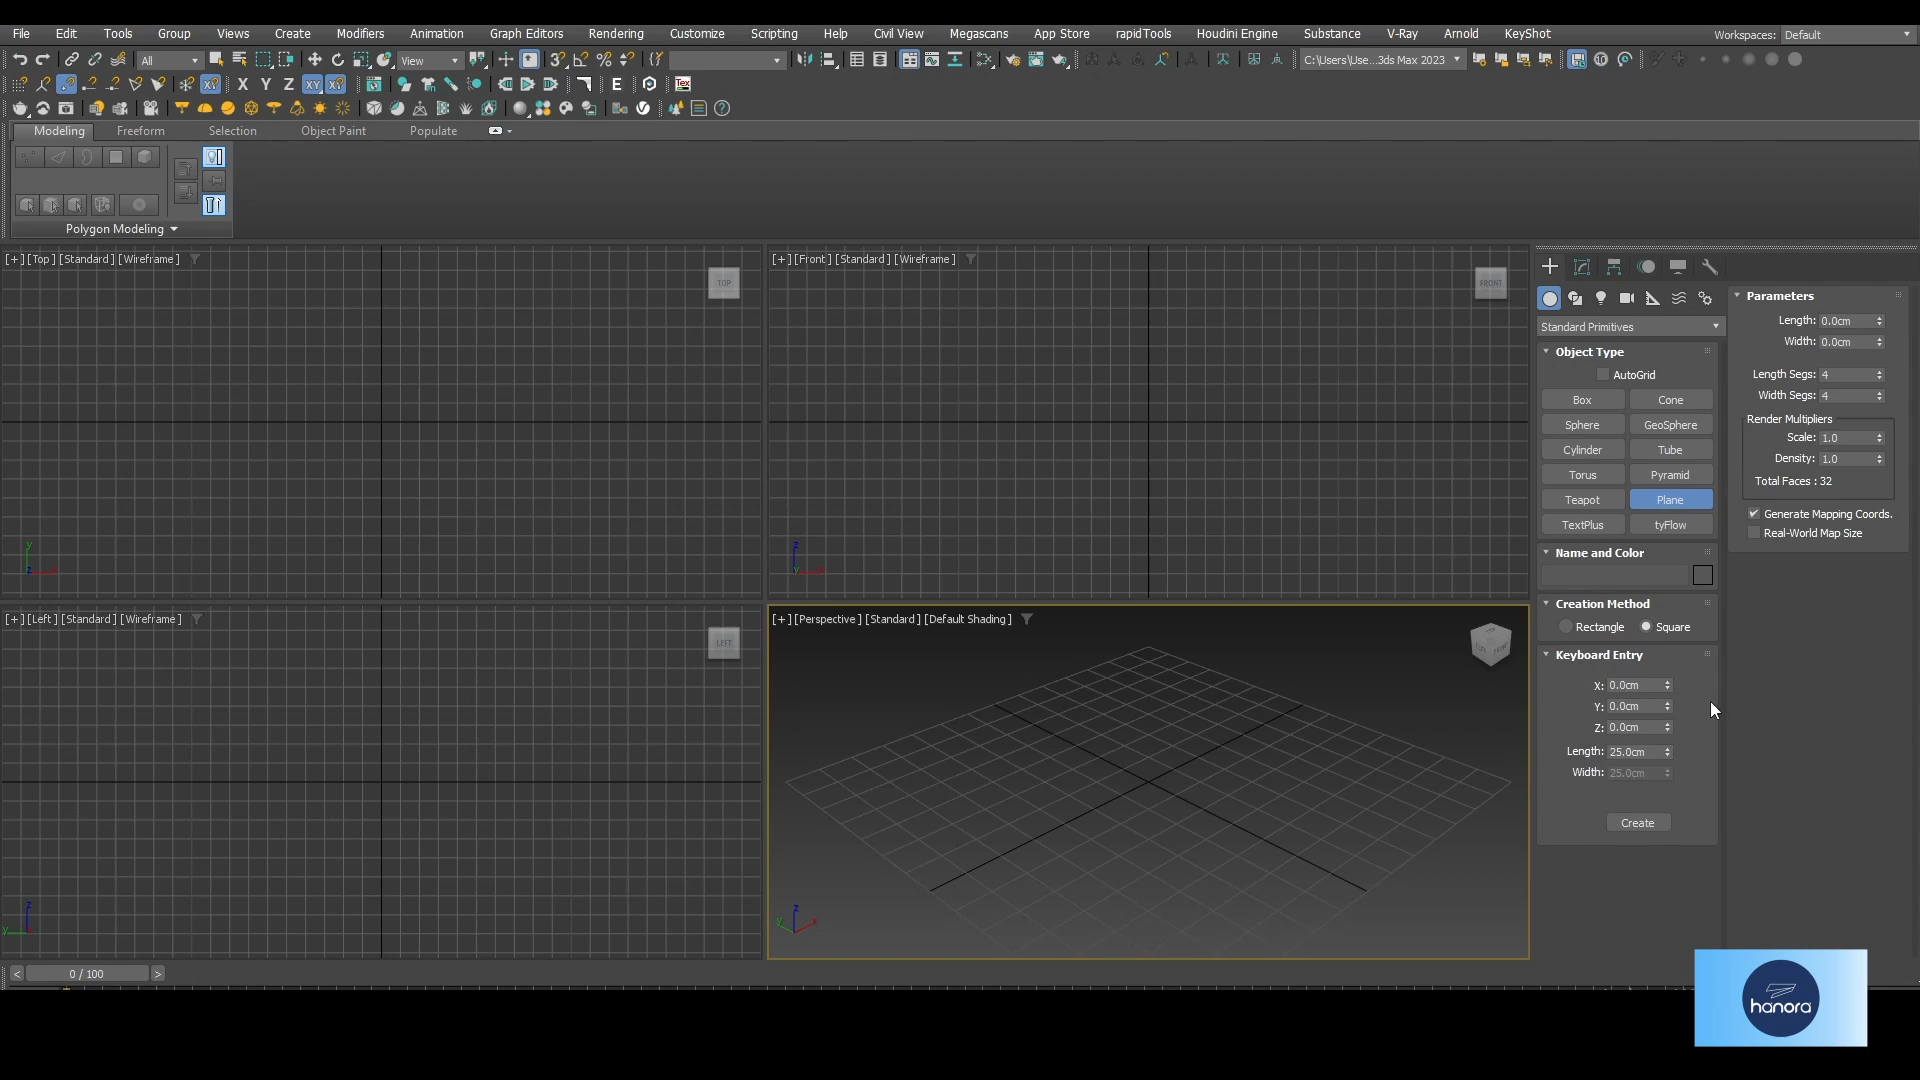 File Edit Tools Group Views Create Modifiers Animation Graph Editors Rendering Customize Scripting Help Civil View Megascans App Store rapidTools Houdini Engine Substance V-Ray Arnold KeyShot Workspaces: Default
All View C:\Users\Use...3ds Max 2023
X Y Z XY XP E Tex
Modeling Freeform Selection Object Paint Populate
Polygon Modeling
[+] [Top] [Standard] [Wireframe]
TOP
[+] [Front] [Standard] [Wireframe]
FRONT
y
z
x
z
y
x
[+] [Left] [Standard] [Wireframe]
LEFT
[+] [Perspective] [Standard] [Default Shading]
z
y
z
y
x
Standard Primitives
Object Type
AutoGrid
Box Cone
Sphere GeoSphere
Cylinder Tube
Torus Pyramid
Teapot Plane
TextPlus tyFlow
Name and Color
Creation Method
Rectangle Square
Keyboard Entry
X: 0.0cm
Y: 0.0cm
Z: 0.0cm
Length: 25.0cm
Width: 25.0cm
Create
Parameters
Length: 0.0cm
Width: 0.0cm
Length Segs: 4
Width Segs: 4
Render Multipliers
Scale: 1.0
Density: 1.0
Total Faces : 32
Generate Mapping Coords.
Real-World Map Size
< 0 / 100 >
hanora